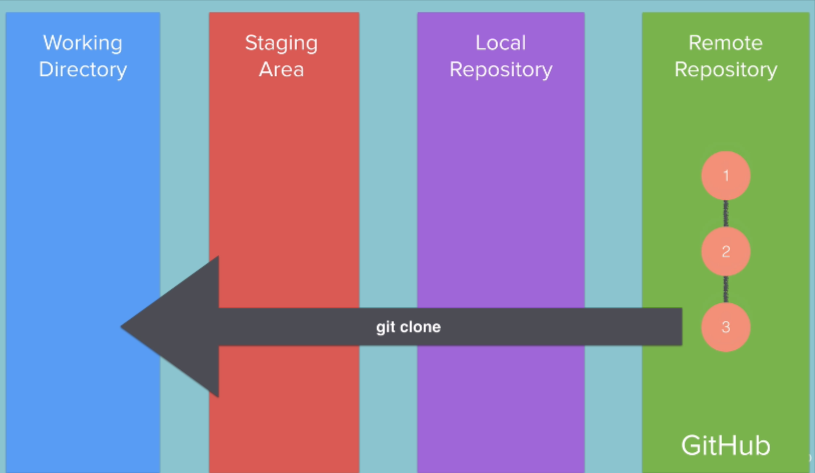 Working
Directory
Staging
Area
Local
Repository
Remote
Repository
1
2
3
git clone
GitHub